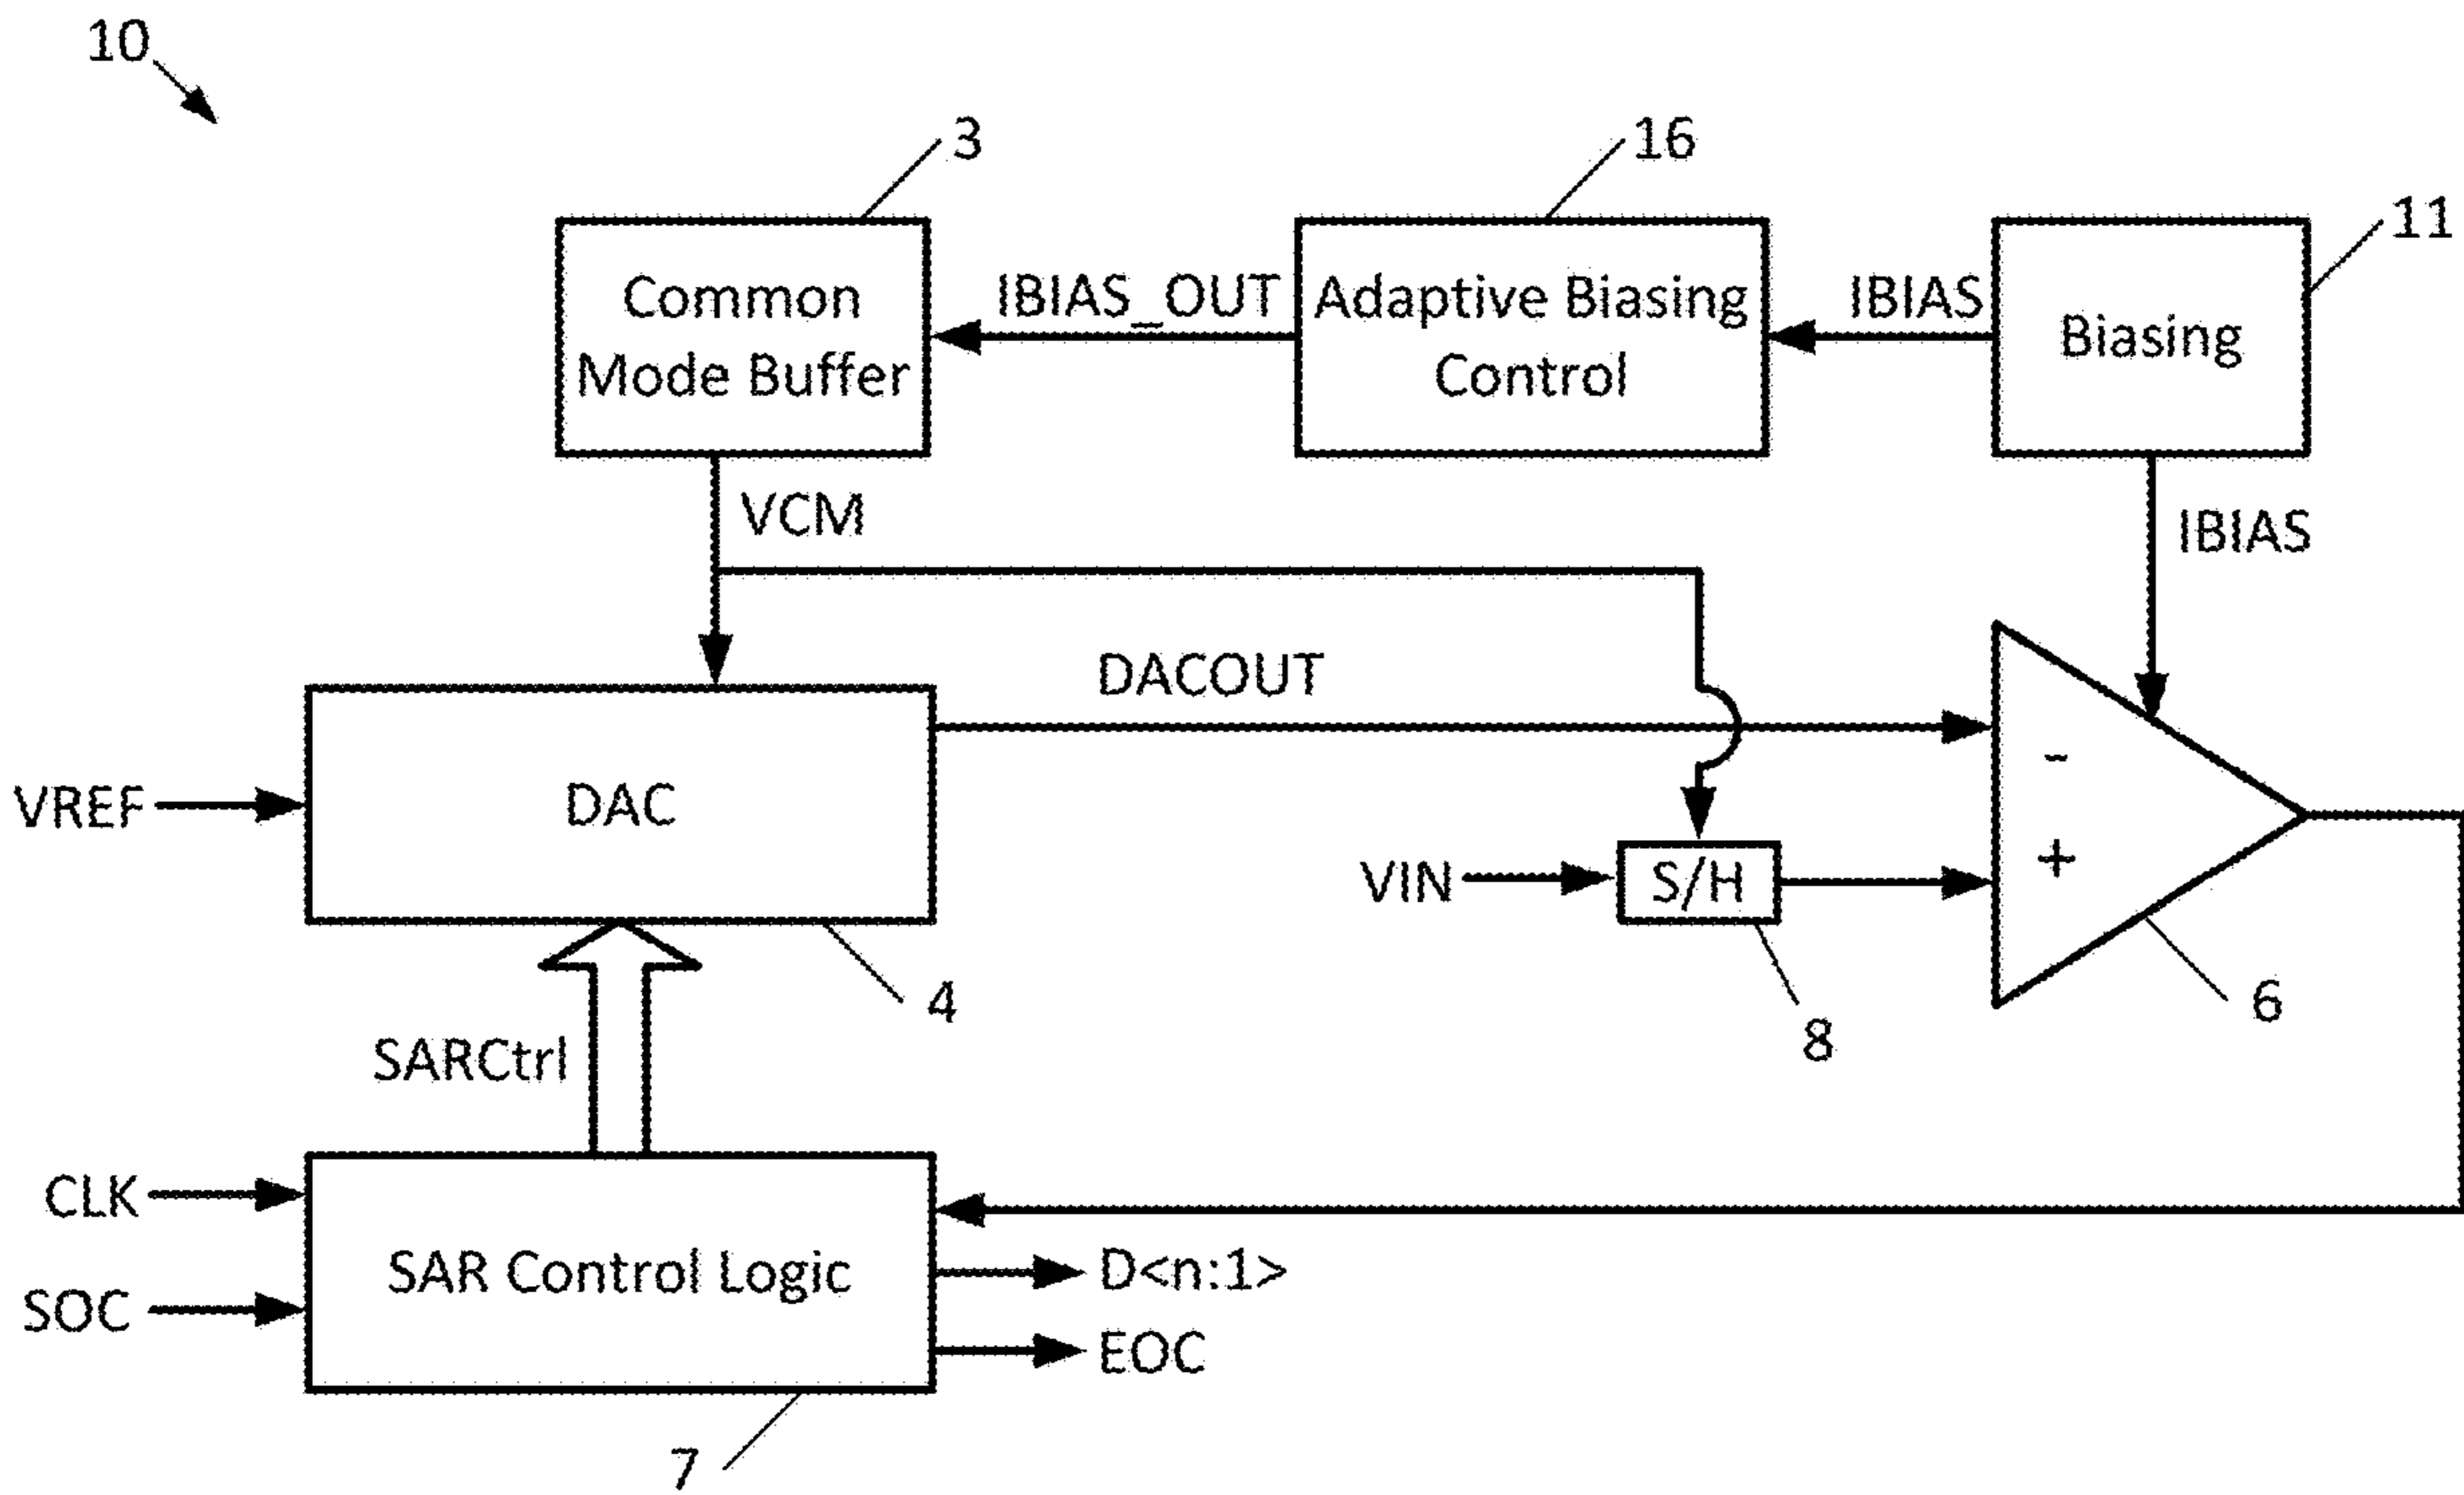 10
3
16
11
Common
Mode Buffer
IBIAS_OUT
Adaptive Biasing
Control
IBIAS
Biasing
VCM
IBIAS
DACOUT
VREF
DAC
-
+
VIN
S/H
4
8
6
SARCtrl
CLK
SOC
SAR Control Logic
D<n:1>
EOC
7